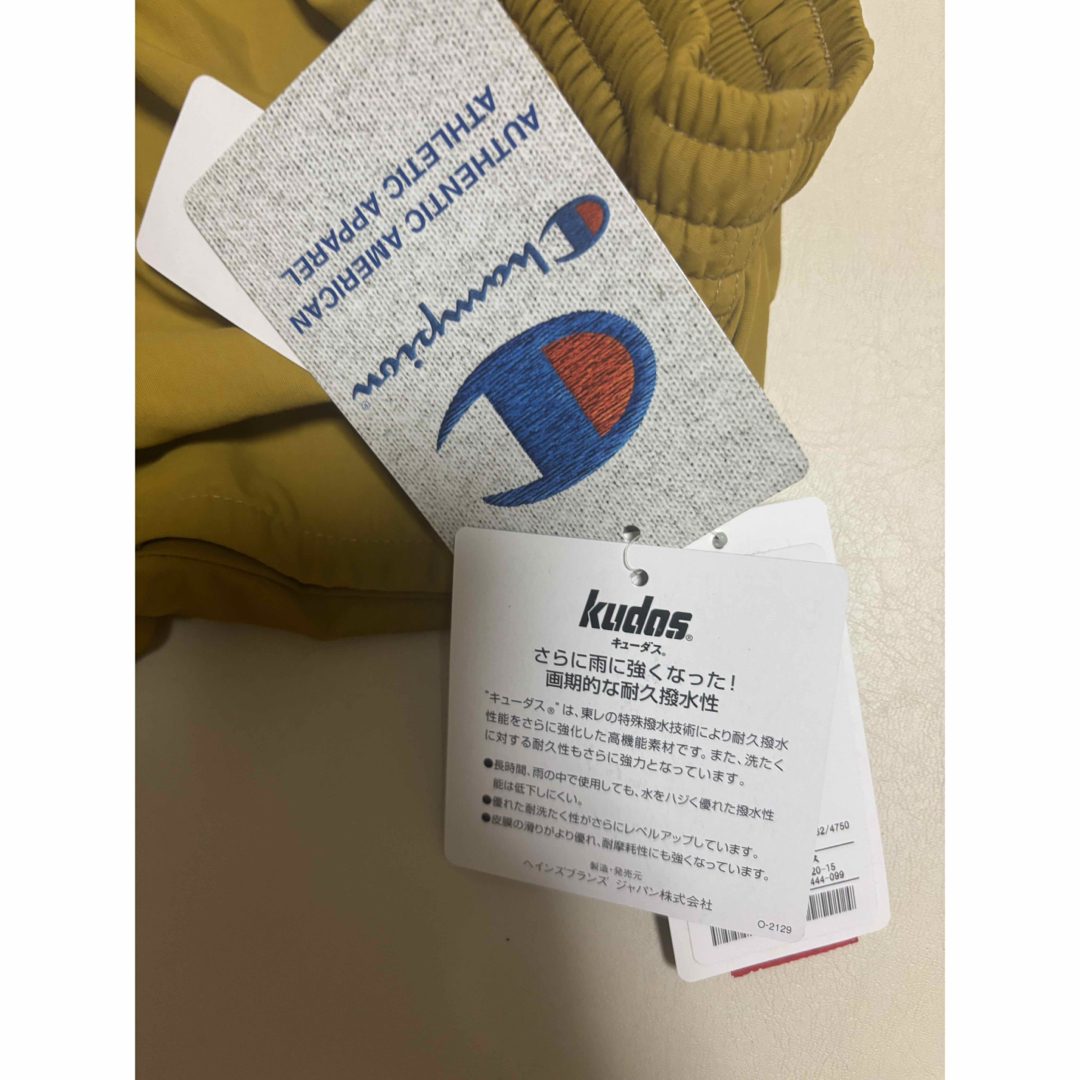 AUTHENTIC AMERICAN
ATHLETIC APPAREL
Champion®
kudos®
キューダス®
さらに雨に強くなった!
画期的な耐久撥水性
"キューダス®"は、東レの特殊撥水技術により耐久撥水
性能をさらに強化した高機能素材です。また、洗たく
に対する耐久性もさらに強力となっています。
●長時間、雨の中で使用しても、水をハジく優れた撥水性
能は低下しにくい。
●優れた耐洗たく性がさらにレベルアップしています。
●皮膜の滑りがより優れ、耐摩耗性にも強くなっています。
製造・発売元
ヘインズブランズ ジャパン株式会社
O-2129
/4750
20-15
444-099